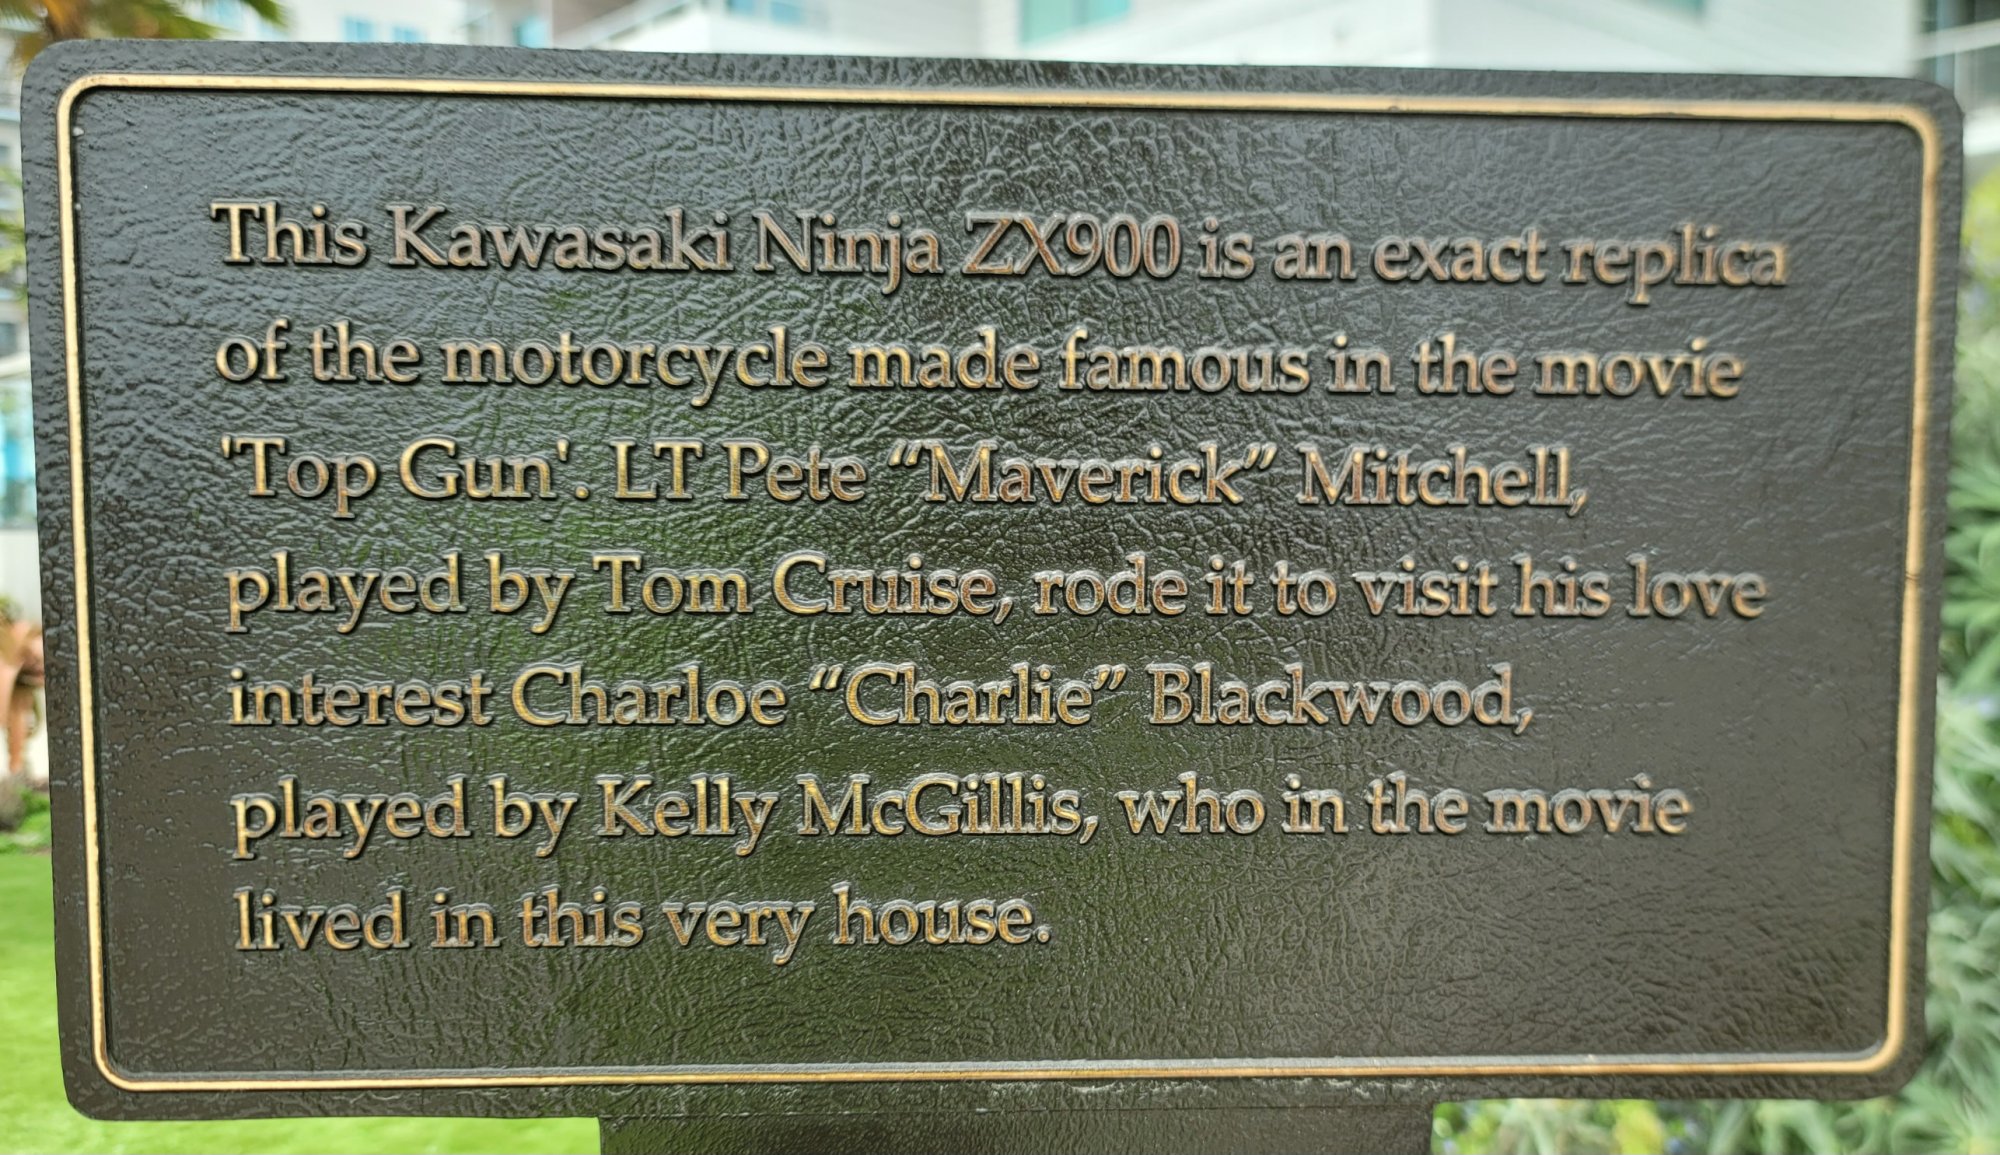 This Kawasaki Ninja ZX900 is an exact replica
of the motorcycle made famous in the movie
'Top Gun'. LT Pete “Maverick” Mitchell,
played by Tom Cruise, rode it to visit his love
interest Charloe “Charlie” Blackwood,
played by Kelly McGillis, who in the movie
lived in this very house.